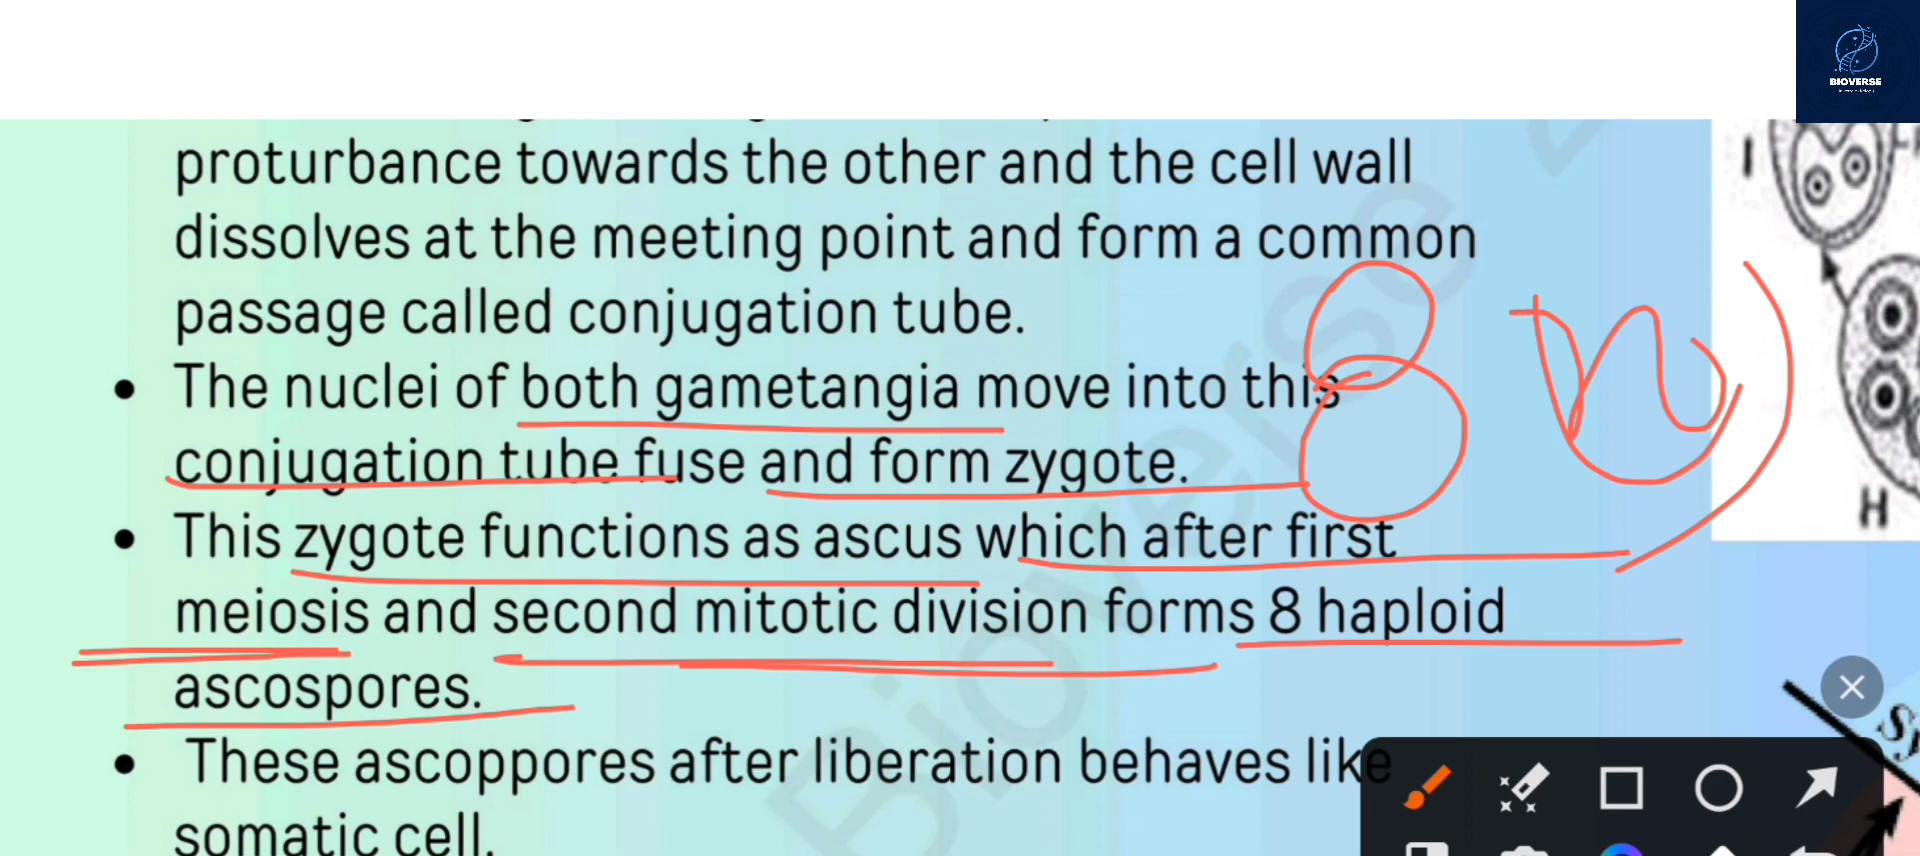 BIOVERSE
proturbance towards the other and the cell wall
dissolves at the meeting point and form a common
passage called conjugation tube.
• The nuclei of both gametangia move into this
conjugation tube fuse and form zygote.
• This zygote functions as ascus which after first
meiosis and second mitotic division forms 8 haploid
ascospores.
• These ascoppores after liberation behaves like
somatic cell.
8 n)
I
H
Bioverse